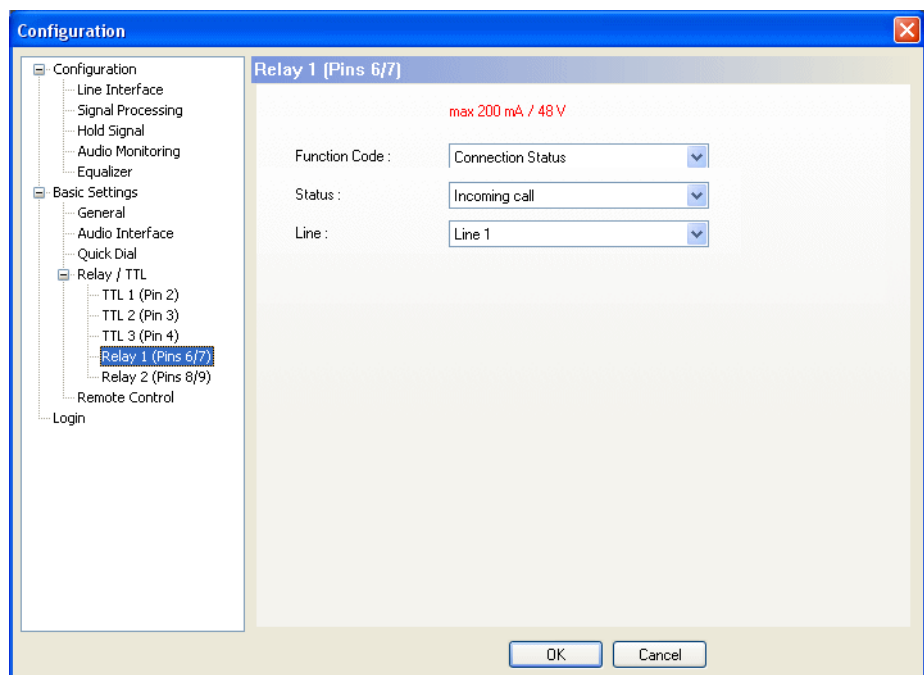 Configuration
Configuration
Line Interface
Signal Processing
Hold Signal
Audio Monitoring
Equalizer
Basic Settings
General
Audio Interface
Quick Dial
Relay / TTL
TTL 1 (Pin 2)
TTL 2 (Pin 3)
TTL 3 (Pin 4)
Relay 1 (Pins 6/7)
Relay 2 (Pins 8/9)
Remote Control
Login
Relay 1 (Pins 6/7)
max 200 mA / 48 V
Function Code : Connection Status
Status : Incoming call
Line : Line 1
OK Cancel